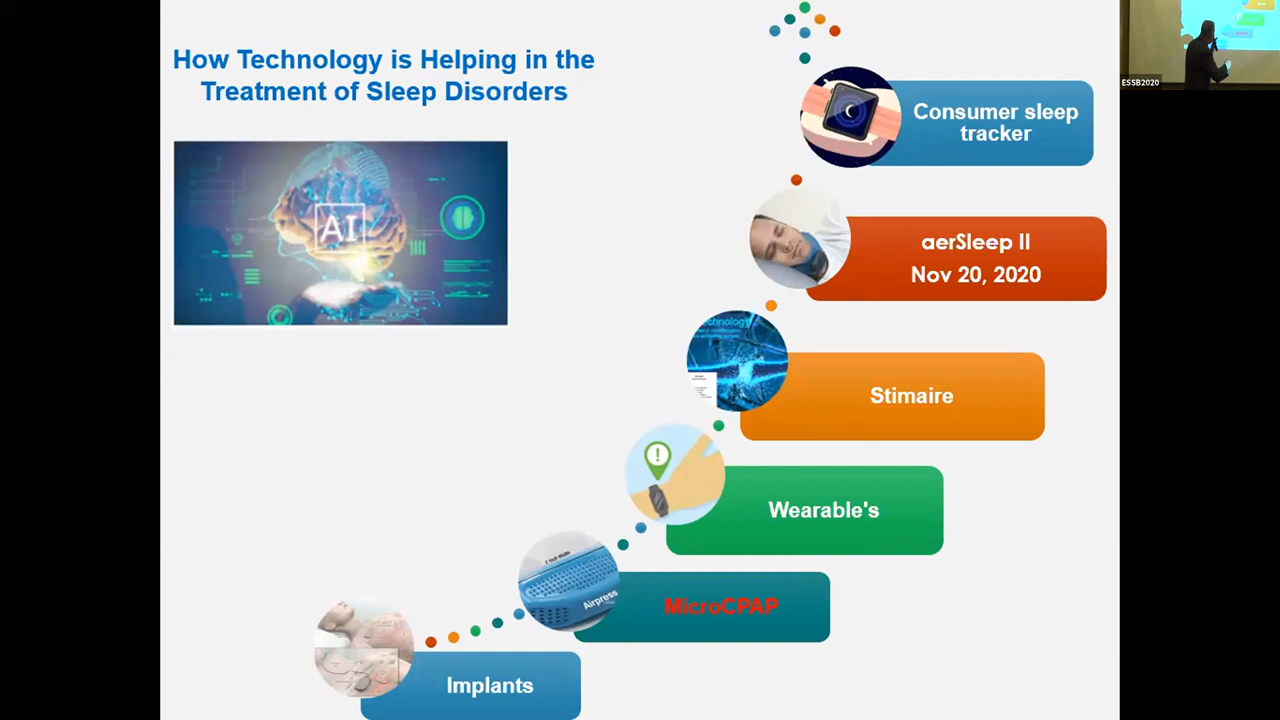 How Technology is Helping in the
Treatment of Sleep Disorders
AI
Consumer sleep
tracker
ESSB2020
aerSleep II
Nov 20, 2020
Technology
Stimaire
!
Wearable's
Airpress
MicroCPAP
Implants